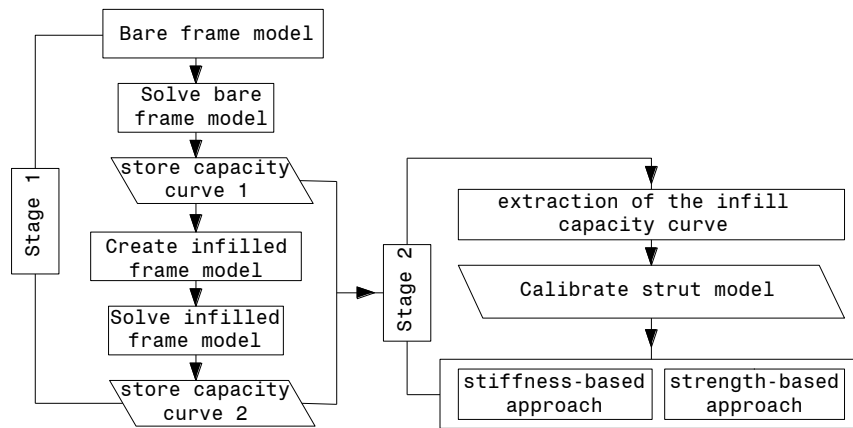 Bare frame model
Solve bare
frame model
store capacity
curve 1
Create infilled
frame model
Solve infilled
frame model
store capacity
curve 2
Stage 1
Stage 2
extraction of the infill
capacity curve
Calibrate strut model
stiffness-based
approach
strength-based
approach